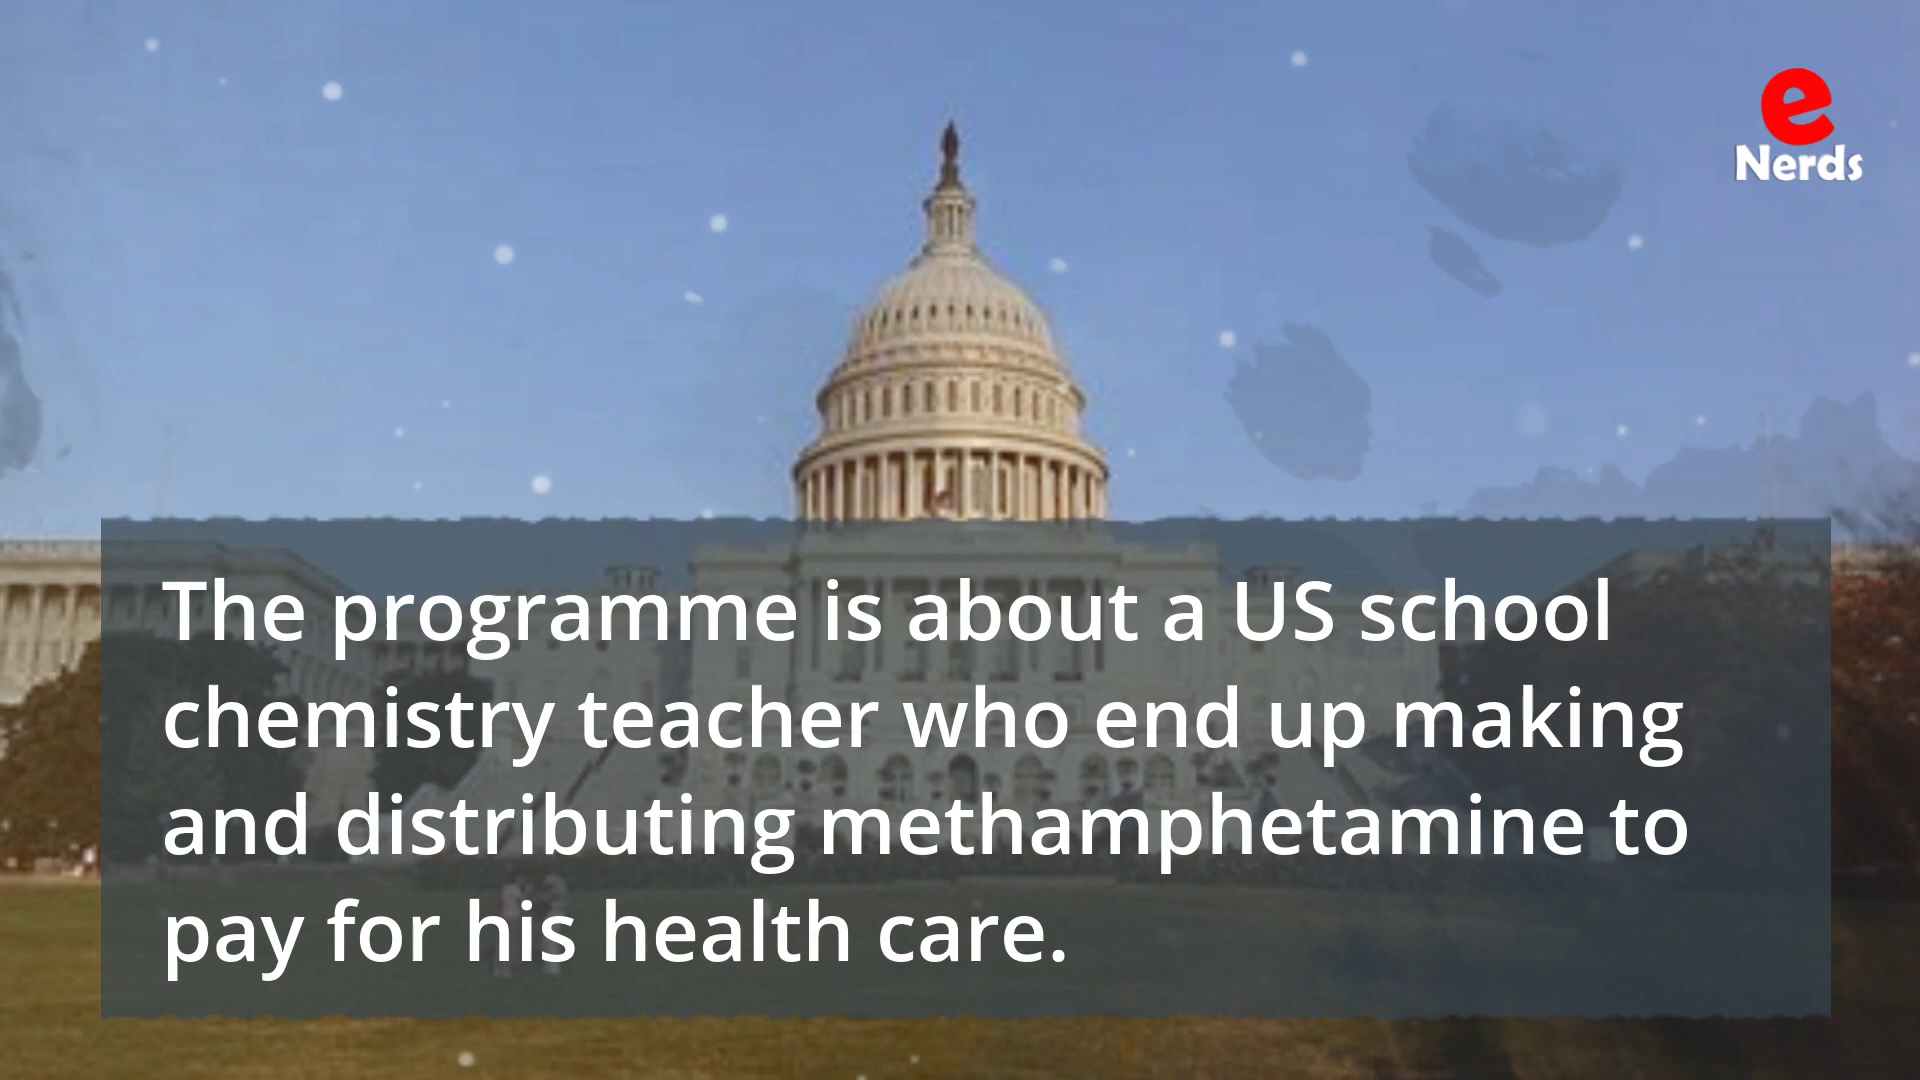 e
Nerds
The programme is about a US school
chemistry teacher who end up making
and distributing methamphetamine to
pay for his health care.